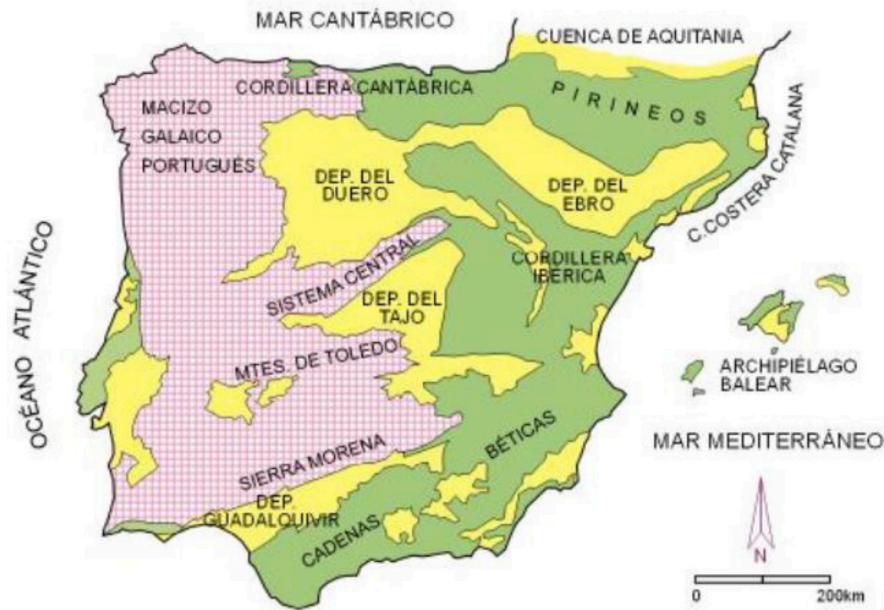 MAR CANTÁBRICO
CUENCA DE AQUITANIA
CORDILLERA CANTÁBRICA
PIRINEOS
MACIZO
GALAICO
PORTUGUÉS
DEP. DEL
DUERO
DEP. DEL
EBRO
C. COSTERA CATALANA
OCÉANO ATLÁNTICO
SISTEMA CENTRAL
CORDILLERA
IBÉRICA
DEP. DEL
TAJO
MTES. DE TOLEDO
ARCHIPIÉLAGO
BALEAR
SIERRA MORENA
BÉTICAS
MAR MEDITERRÁNEO
DEP.
GUADALQUIVIR
CADENAS
N
0 200km